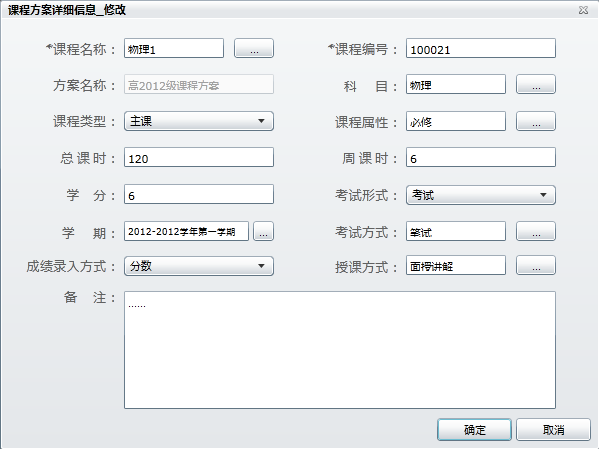 课程方案详细信息_修改
*课程名称： 物理1 ... *课程编号： 100021
方案名称： 高2012级课程方案 科 目： 物理 ...
课程类型： 主课 课程属性： 必修 ...
总 课 时： 120 周 课 时： 6
学 分： 6 考试形式： 考试
学 期： 2012-2012学年第一学期 ... 考试方式： 笔试 ...
成绩录入方式： 分数 授课方式： 面授讲解 ...
备 注： ......
确定 取消